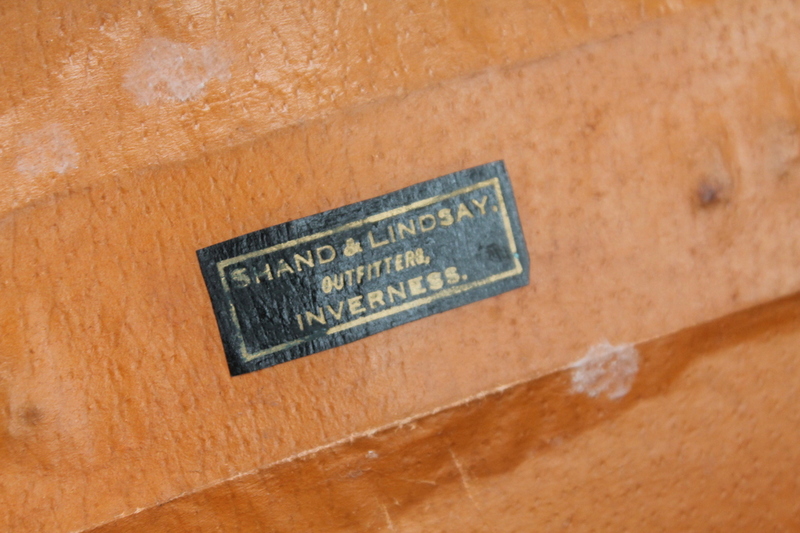 SHAND & LINDSAY.
OUTFITTERS,
INVERNESS.